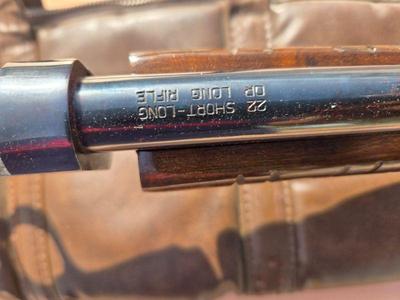 22 SHORT-LONG
OR LONG RIFLE